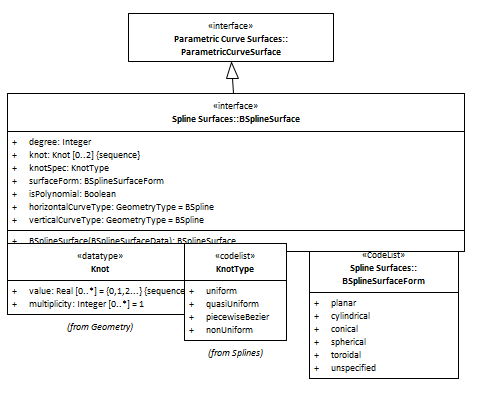 «interface»
Parametric Curve Surfaces::
ParametricCurveSurface
«interface»
Spline Surfaces::BSplineSurface
+ degree: Integer
+ knot: Knot [0..2] {sequence}
+ knotSpec: KnotType
+ surfaceForm: BSplineSurfaceForm
+ isPolynomial: Boolean
+ horizontalCurveType: GeometryType = BSpline
+ verticalCurveType: GeometryType = BSpline
+ BSplineSurface(BSplineSurfaceData): BSplineSurface
«datatype»
Knot
+ value: Real [0..*] = {0,1,2...} {sequence
+ multiplicity: Integer [0..*] = 1
(from Geometry)
«codelist»
KnotType
+ uniform
+ quasiUniform
+ piecewiseBezier
+ nonUniform
(from Splines)
«CodeList»
Spline Surfaces::
BSplineSurfaceForm
+ planar
+ cylindrical
+ conical
+ spherical
+ toroidal
+ unspecified